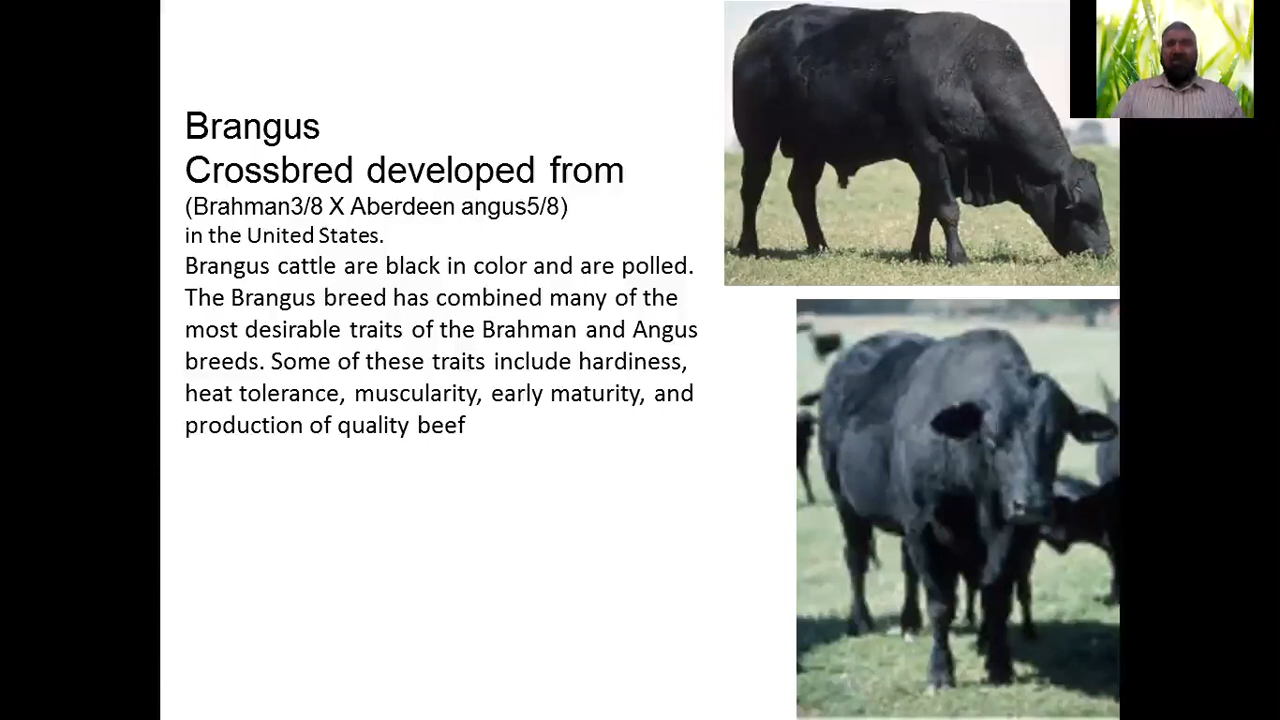 Brangus
Crossbred developed from
(Brahman3/8 X Aberdeen angus5/8)
in the United States.
Brangus cattle are black in color and are polled.
The Brangus breed has combined many of the
most desirable traits of the Brahman and Angus
breeds. Some of these traits include hardiness,
heat tolerance, muscularity, early maturity, and
production of quality beef